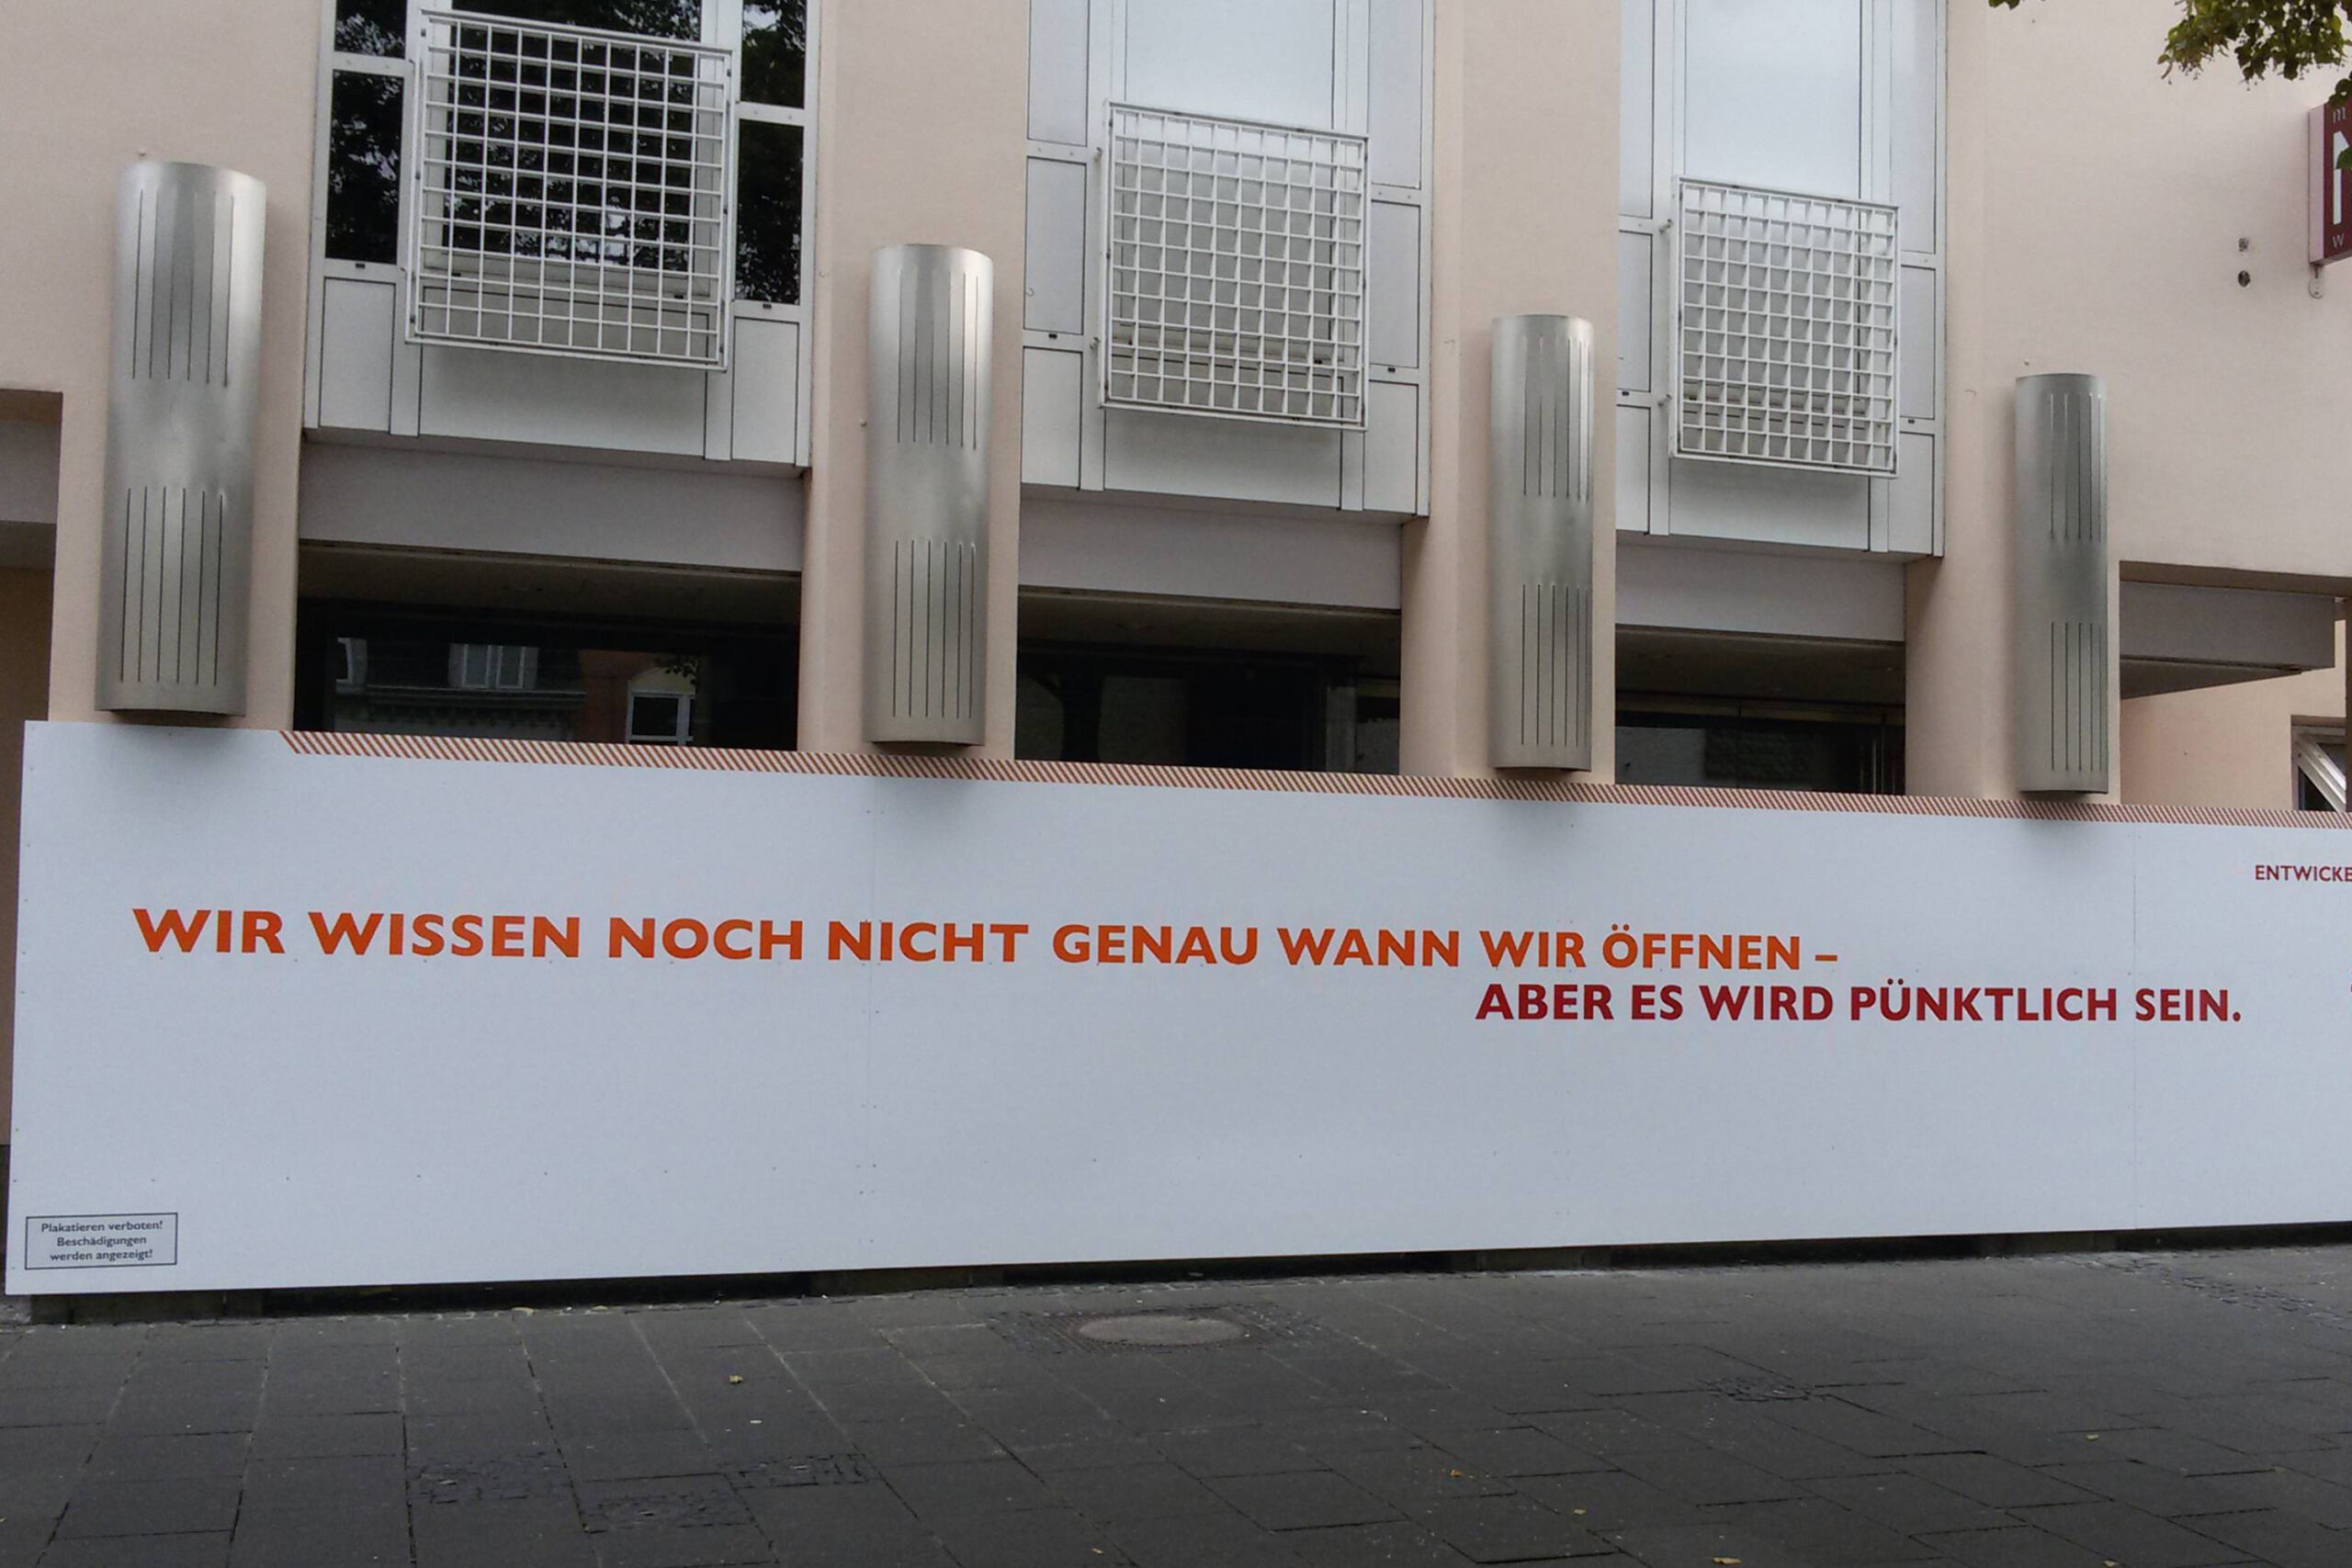 WIR WISSEN NOCH NICHT GENAU WANN WIR ÖFFNEN –
ABER ES WIRD PÜNKTLICH SEIN.
Plakatieren verboten!
Beschädigungen
werden angezeigt!